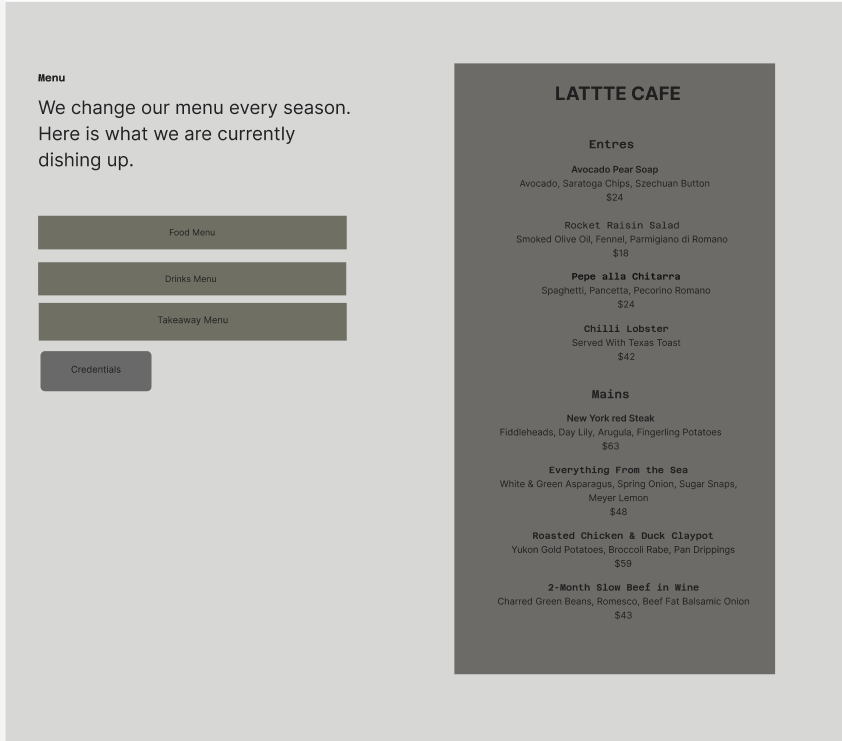 Menu
We change our menu every season.
Here is what we are currently
dishing up.
Food Menu
Drinks Menu
Takeaway Menu
Credentials
LATTTE CAFE
Entres
Avocado Pear Soap
Avocado, Saratoga Chips, Szechuan Button
$24
Rocket Raisin Salad
Smoked Olive Oil, Fennel, Parmigiano di Romano
$18
Pepe alla Chitarra
Spaghetti, Pancetta, Pecorino Romano
$24
Chilli Lobster
Served With Texas Toast
$42
Mains
New York red Steak
Fiddleheads, Day Lily, Arugula, Fingerling Potatoes
$63
Everything From the Sea
White & Green Asparagus, Spring Onion, Sugar Snaps,
Meyer Lemon
$48
Roasted Chicken & Duck Claypot
Yukon Gold Potatoes, Broccoli Rabe, Pan Drippings
$59
2-Month Slow Beef in Wine
Charred Green Beans, Romesco, Beef Fat Balsamic Onion
$43